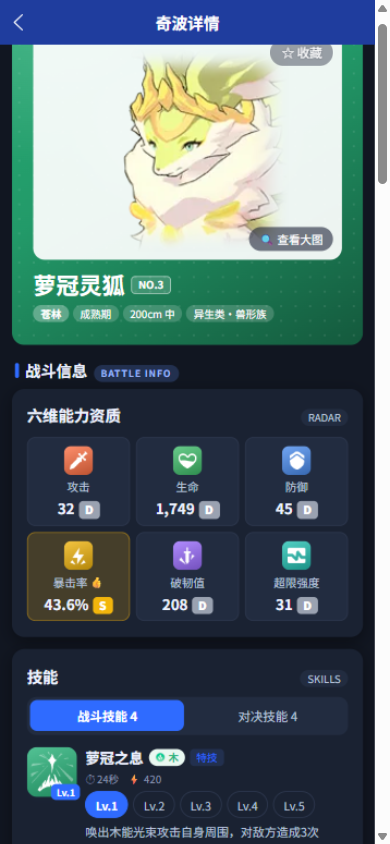 奇波详情
☆ 收藏
查看大图
萝冠灵狐 NO.3
苍林 成熟期 200cm 中 异生类·兽形族
战斗信息 BATTLE INFO
六维能力资质 RADAR
攻击 生命 防御
32 D 1,749 D 45 D
暴击率 破韧值 超限强度
43.6% S 208 D 31 D
技能 SKILLS
战斗技能 4 对决技能 4
萝冠之息 木 特技
Lv.1
24秒 420
Lv.1 Lv.2 Lv.3 Lv.4 Lv.5
唤出木能光束攻击自身周围，对敌方造成3次